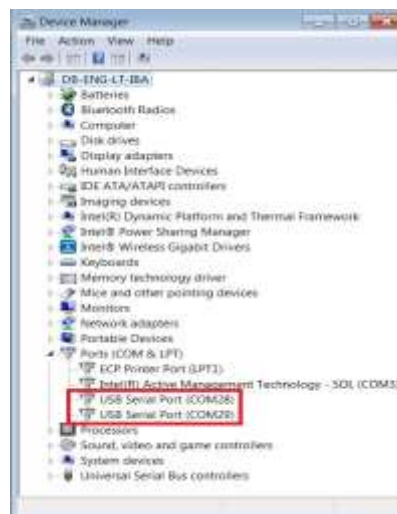 Device Manager
File Action View Help
DB-ENG-LT-IBA
Batteries
Bluetooth Radios
Computer
Disk drives
Display adapters
Human Interface Devices
IDE ATA/ATAPI controllers
Imaging devices
Intel(R) Dynamic Platform and Thermal Framework
Intel® Power Sharing Manager
Intel® Wireless Gigabit Drivers
Keyboards
Memory technology driver
Mice and other pointing devices
Monitors
Network adapters
Portable Devices
Ports (COM & LPT)
ECP Printer Port (LPT1)
Intel(R) Active Management Technology - SOL (COM3
USB Serial Port (COM28)
USB Serial Port (COM29)
Processors
Sound, video and game controllers
System devices
Universal Serial Bus controllers